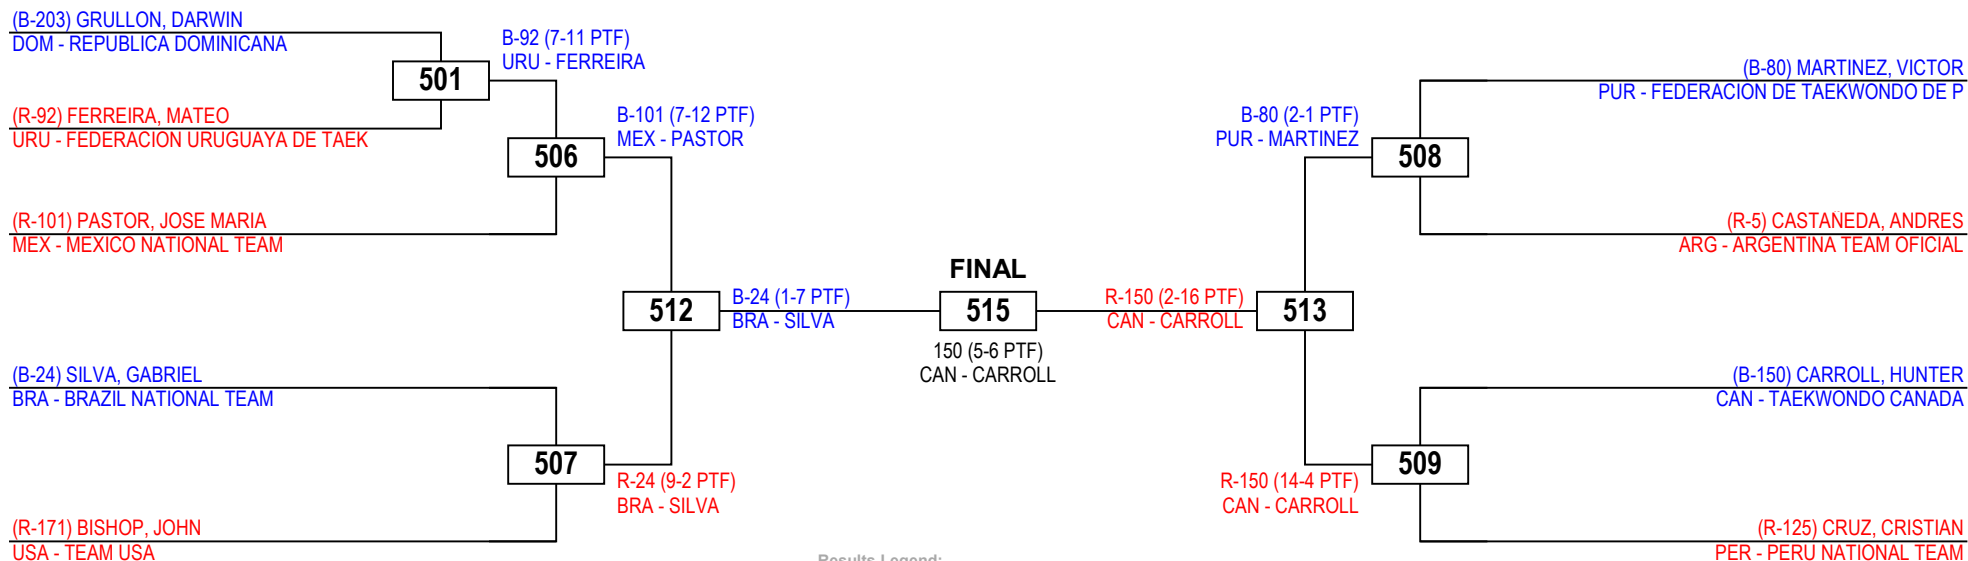 (B-203) GRULLON, DARWIN
DOM - REPUBLICA DOMINICANA
501
(R-92) FERREIRA, MATEO
URU - FEDERACION URUGUAYA DE TAEK
B-92 (7-11 PTF)
URU - FERREIRA
506
(R-101) PASTOR, JOSE MARIA
MEX - MEXICO NATIONAL TEAM
B-101 (7-12 PTF)
MEX - PASTOR
512
(B-24) SILVA, GABRIEL
BRA - BRAZIL NATIONAL TEAM
507
(R-171) BISHOP, JOHN
USA - TEAM USA
R-24 (9-2 PTF)
BRA - SILVA
B-24 (1-7 PTF)
BRA - SILVA
FINAL
515
150 (5-6 PTF)
CAN - CARROLL
R-150 (2-16 PTF)
CAN - CARROLL
513
B-80 (2-1 PTF)
PUR - MARTINEZ
508
(B-80) MARTINEZ, VICTOR
PUR - FEDERACION DE TAEKWONDO DE P
(R-5) CASTAÑEDA, ANDRES
ARG - ARGENTINA TEAM OFICIAL
R-150 (14-4 PTF)
CAN - CARROLL
509
(B-150) CARROLL, HUNTER
CAN - TAEKWONDO CANADA
(R-125) CRUZ, CRISTIAN
PER - PERU NATIONAL TEAM
Results Legend: